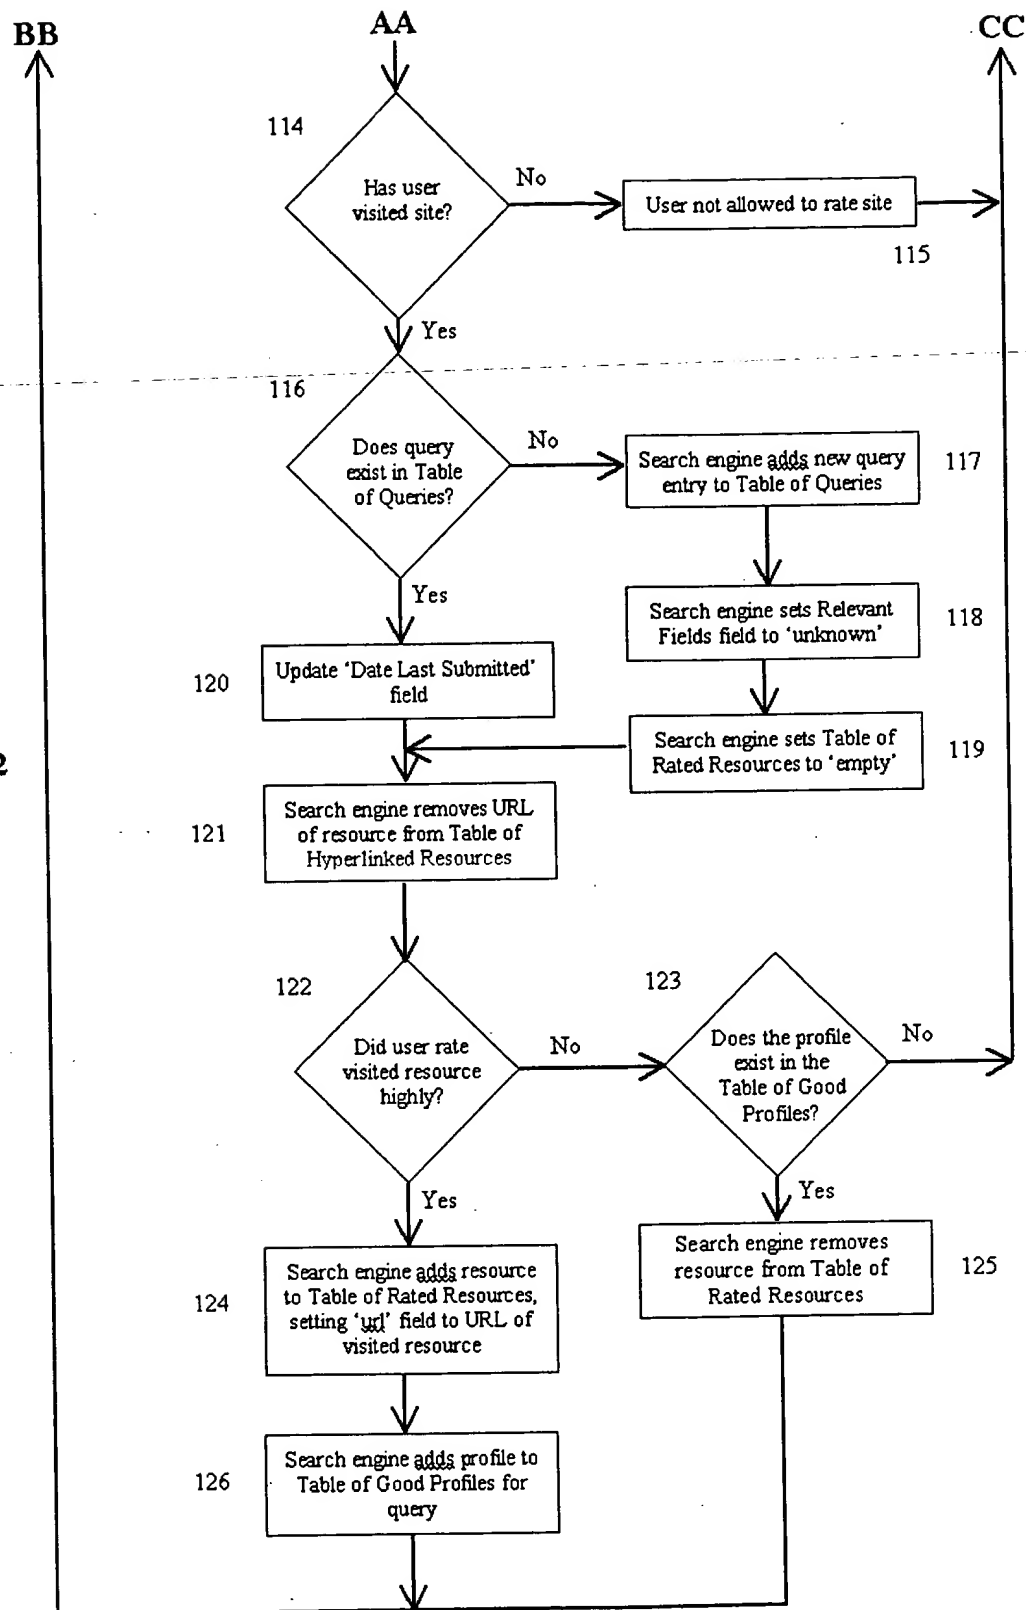 BB
AA
CC
114
Has user
visited site?
No
User not allowed to rate site
115
Yes
116
Does query
exist in Table
of Queries?
No
Search engine adds new query
entry to Table of Queries
117
Yes
Search engine sets Relevant
Fields field to ‘unknown’
118
120
Update ‘Date Last Submitted’
field
Search engine sets Table of
Rated Resources to ‘empty’
119
2
121
Search engine removes URL
of resource from Table of
Hyperlinked Resources
122
Did user rate
visited resource
highly?
No
123
Does the profile
exist in the
Table of Good
Profiles?
No
Yes
Yes
124
Search engine adds resource
to Table of Rated Resources,
setting ‘url’ field to URL of
visited resource
Search engine removes
resource from Table of
Rated Resources
125
126
Search engine adds profile to
Table of Good Profiles for
query